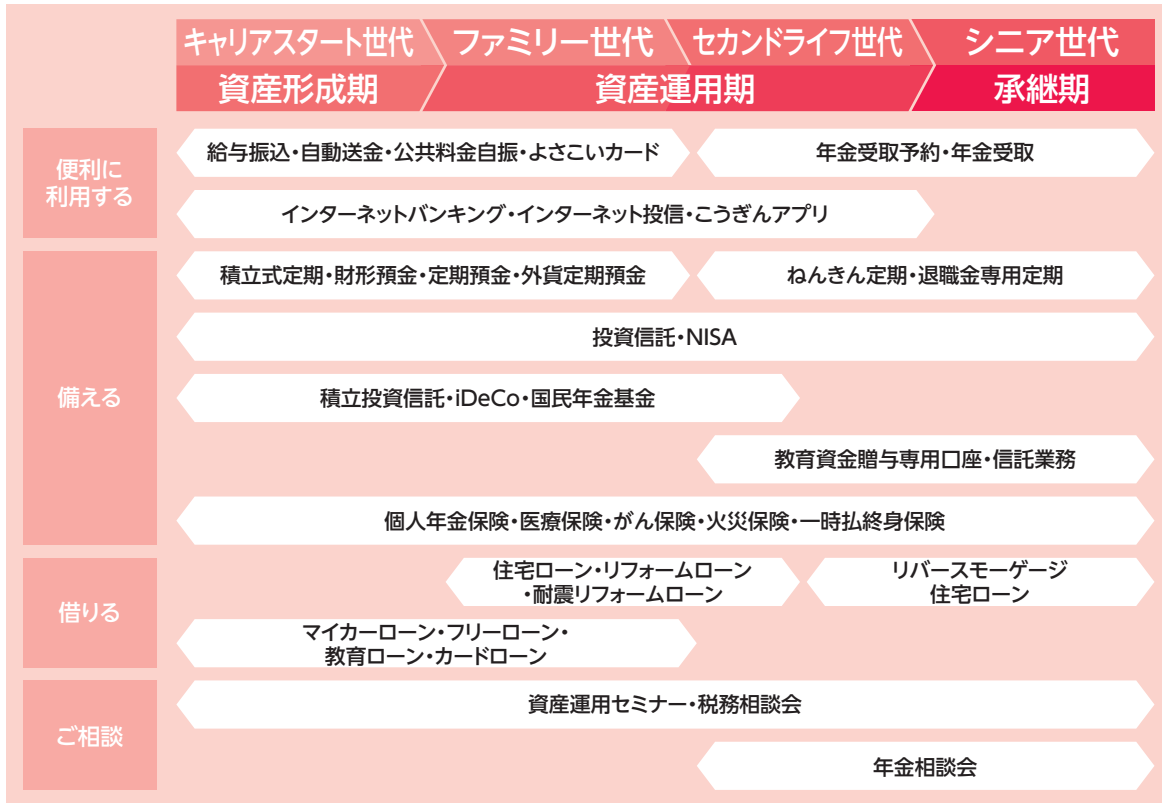 キャリアスタート世代 ファミリー世代 セカンドライフ世代 シニア世代
資産形成期 資産運用期 承継期
便利に
利用する
給与振込・自動送金・公共料金自振・よさこいカード
年金受取予約・年金受取
インターネットバンキング・インターネット投信・こうぎんアプリ
備える
積立式定期・財形預金・定期預金・外貨定期預金
ねんきん定期・退職金専用定期
投資信託・NISA
積立投資信託・iDeCo・国民年金基金
教育資金贈与専用口座・信託業務
個人年金保険・医療保険・がん保険・火災保険・一時払終身保険
借りる
住宅ローン・リフォームローン
・耐震リフォームローン
リバースモーゲージ
住宅ローン
マイカーローン・フリーローン・
教育ローン・カードローン
ご相談
資産運用セミナー・税務相談会
年金相談会